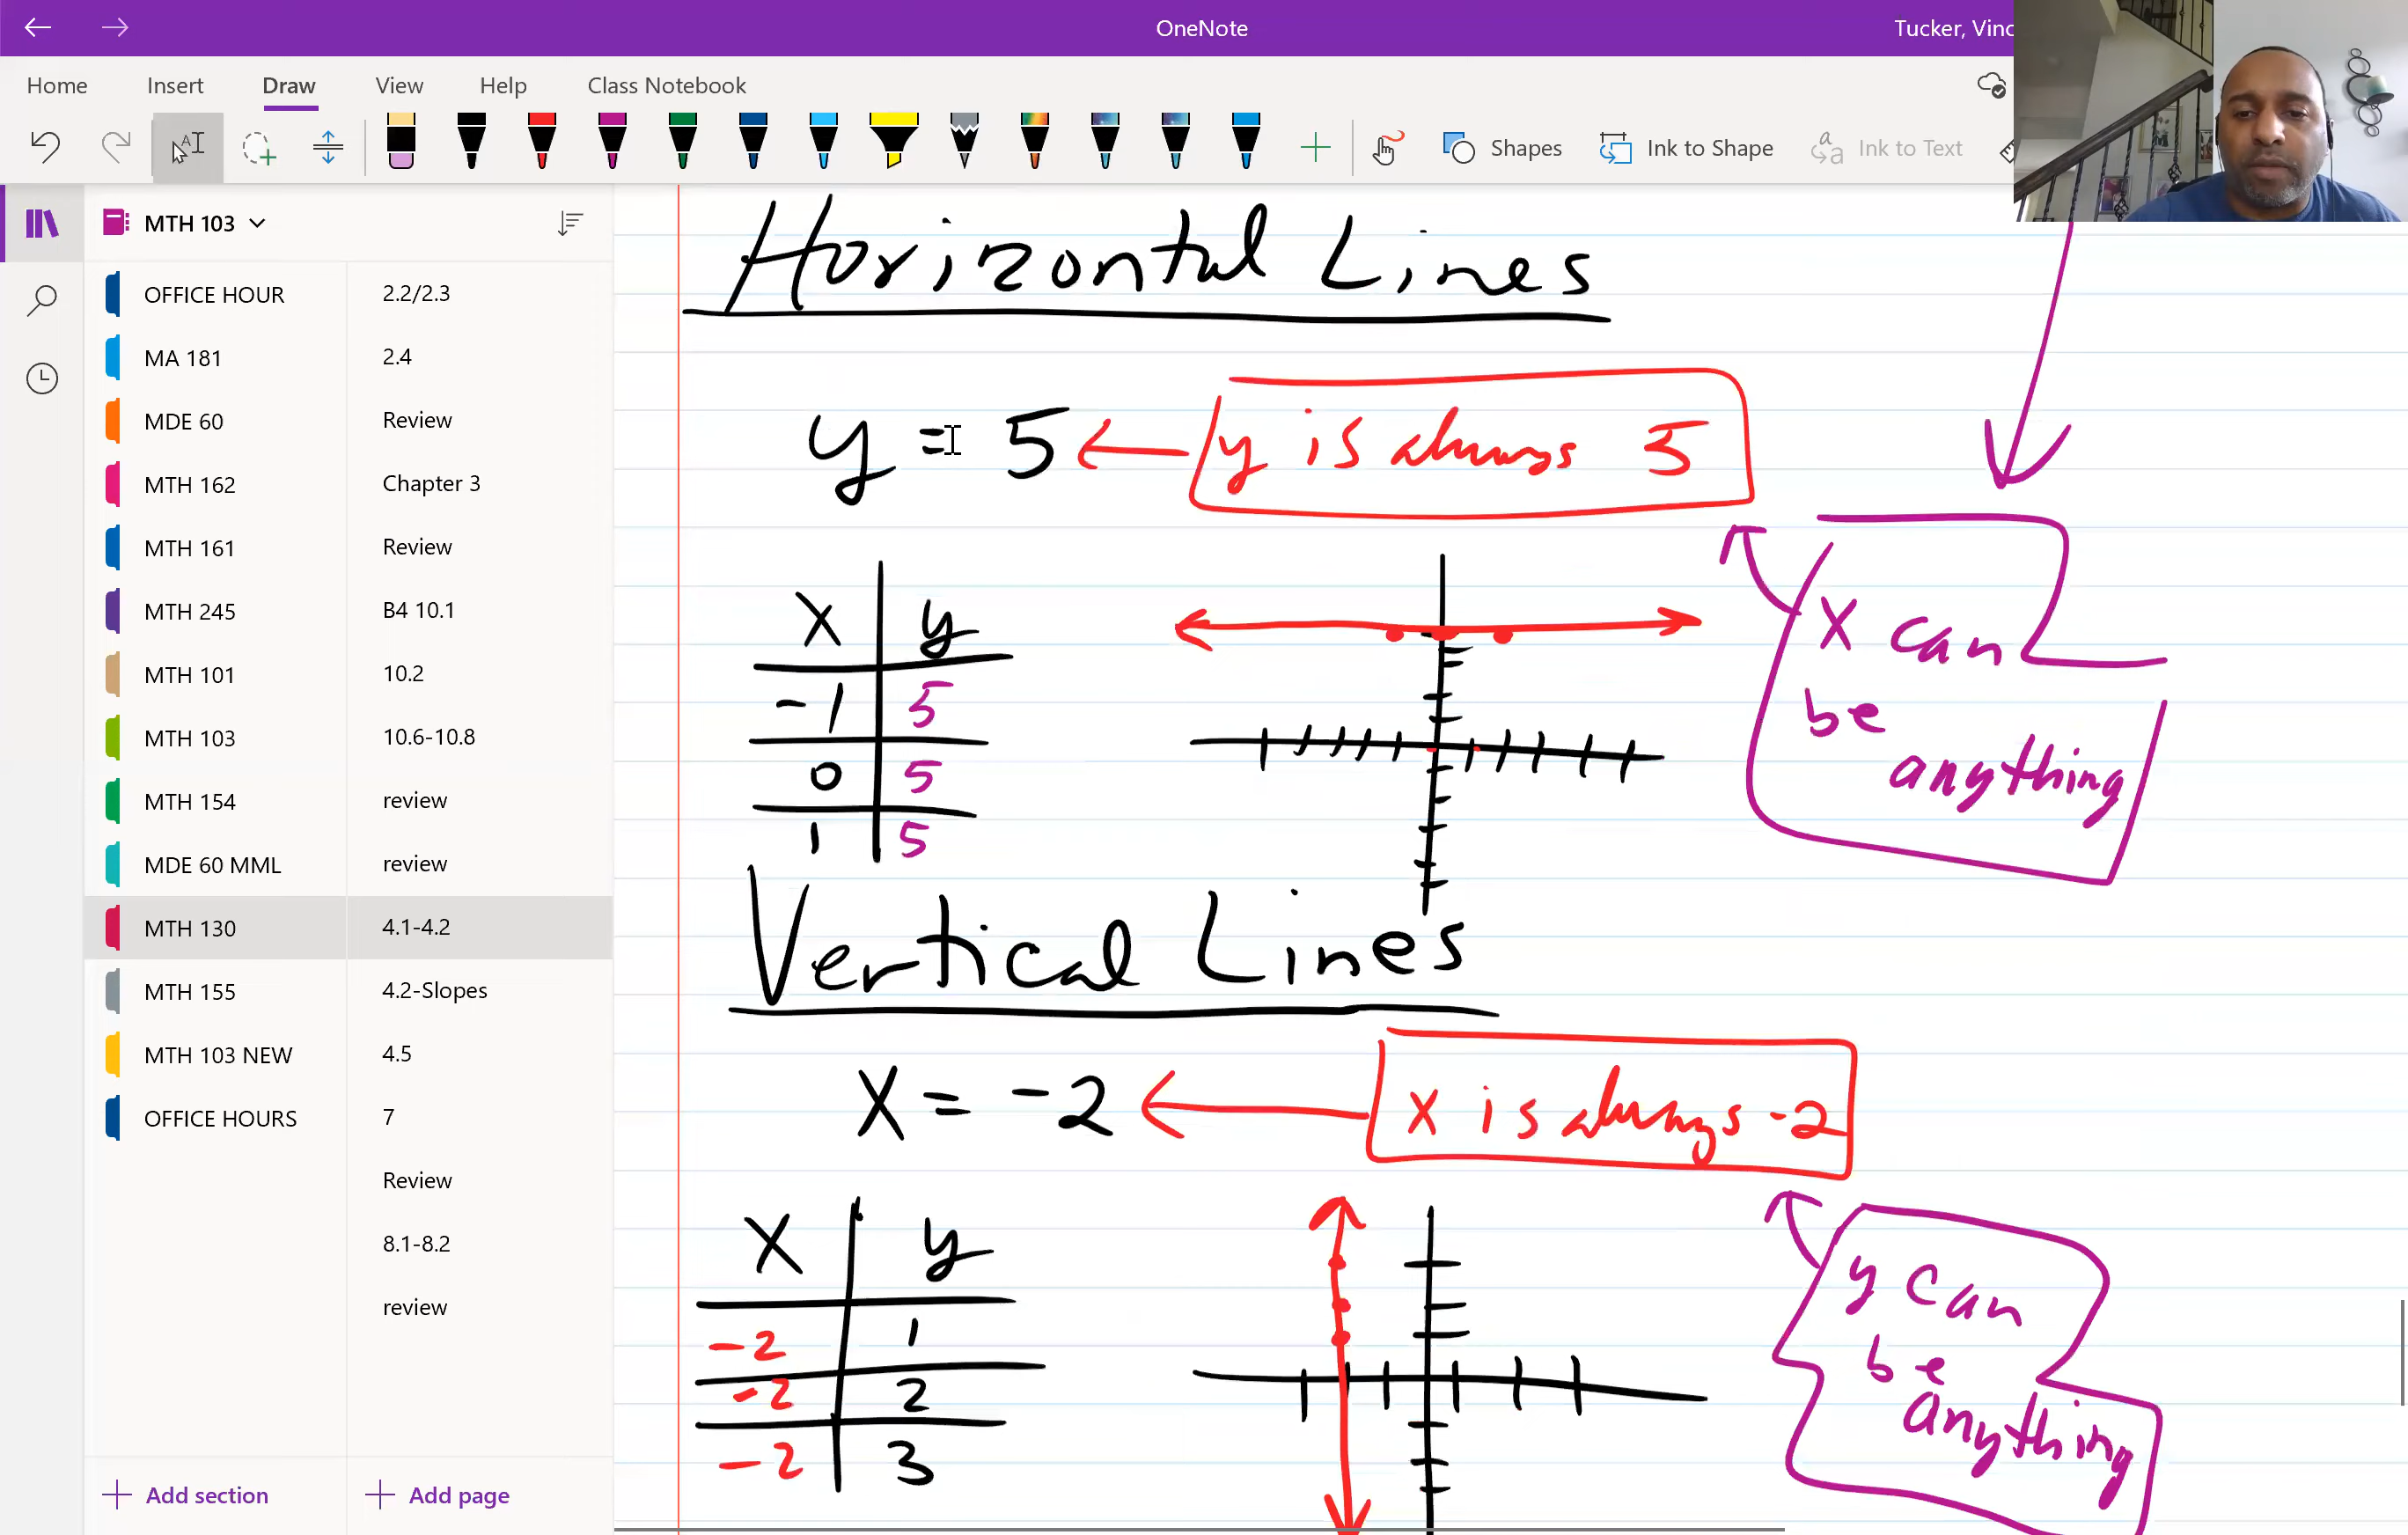 OneNote
Tucker, Vinc
Home Insert Draw View Help Class Notebook
Shapes Ink to Shape Ink to Text
MTH 103
OFFICE HOUR
MA 181
MDE 60
MTH 162
MTH 161
MTH 245
MTH 101
MTH 103
MTH 154
MDE 60 MML
MTH 130
MTH 155
MTH 103 NEW
OFFICE HOURS
Add section
2.2/2.3
2.4
Review
Chapter 3
Review
B4 10.1
10.2
10.6-10.8
review
review
4.1-4.2
4.2-Slopes
4.5
7
Review
8.1-8.2
review
Add page
Horizontal Lines
y = 5 y is always 5
x y
-1 5
0 5
1 5
x can
be
anything
Vertical Lines
x = -2 x is always -2
x y
-2 1
-2 2
-2 3
y can
be
anything